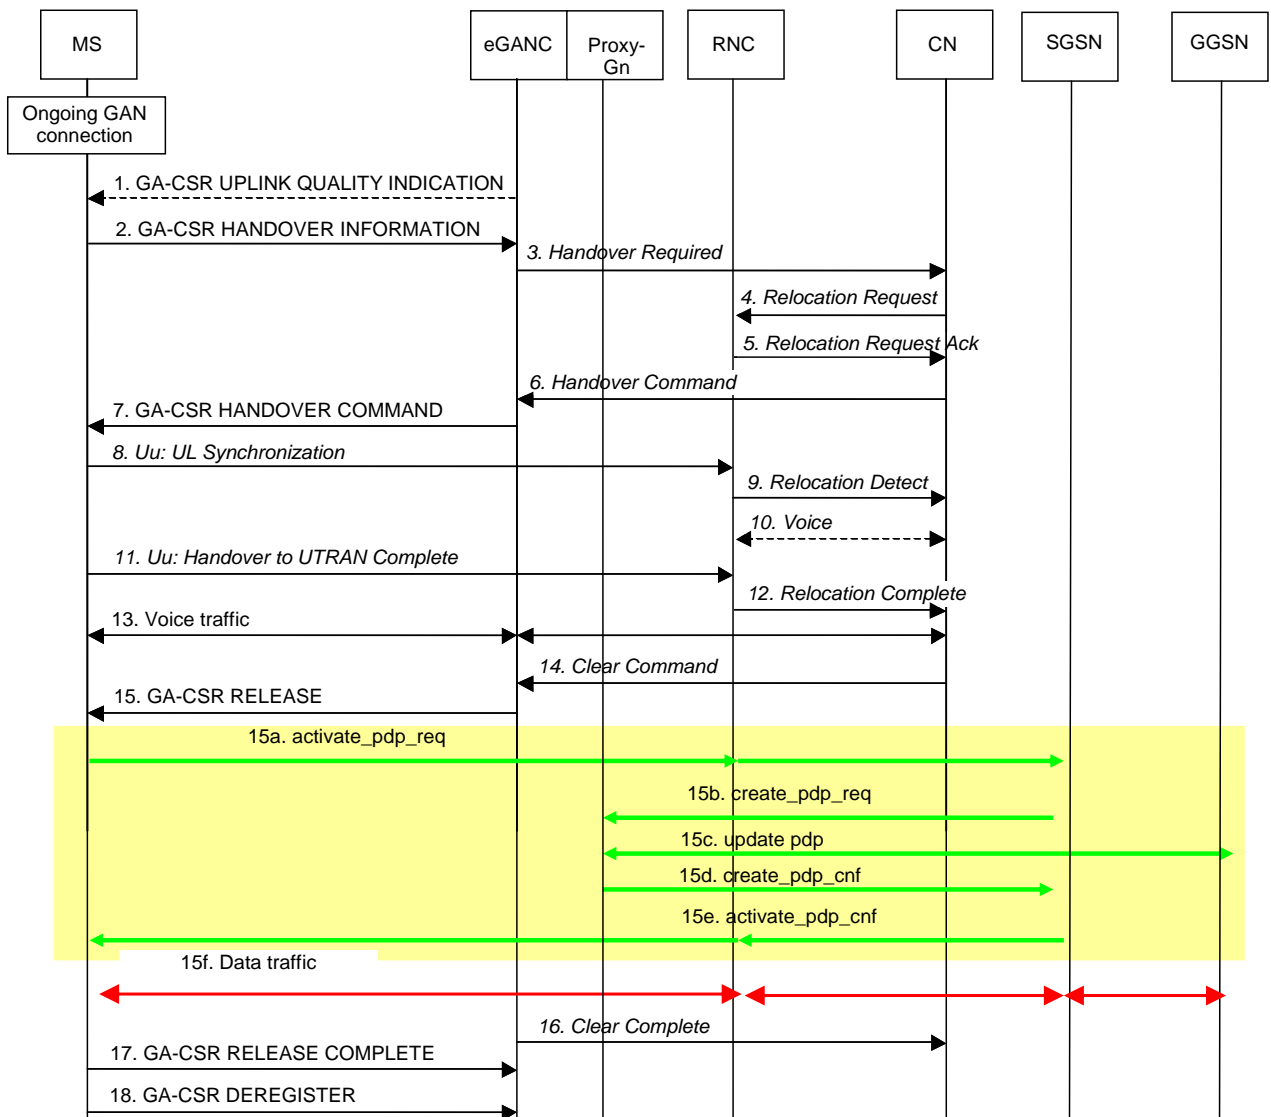 MS
eGANC
Proxy-
Gn
RNC
CN
SGSN
GGSN
Ongoing GAN
connection
1. GA-CSR UPLINK QUALITY INDICATION
2. GA-CSR HANDOVER INFORMATION
3. Handover Required
4. Relocation Request
5. Relocation Request Ack
6. Handover Command
7. GA-CSR HANDOVER COMMAND
8. Uu: UL Synchronization
9. Relocation Detect
10. Voice
11. Uu: Handover to UTRAN Complete
12. Relocation Complete
13. Voice traffic
14. Clear Command
15. GA-CSR RELEASE
15a. activate_pdp_req
15b. create_pdp_req
15c. update pdp
15d. create_pdp_cnf
15e. activate_pdp_cnf
15f. Data traffic
16. Clear Complete
17. GA-CSR RELEASE COMPLETE
18. GA-CSR DEREGISTER